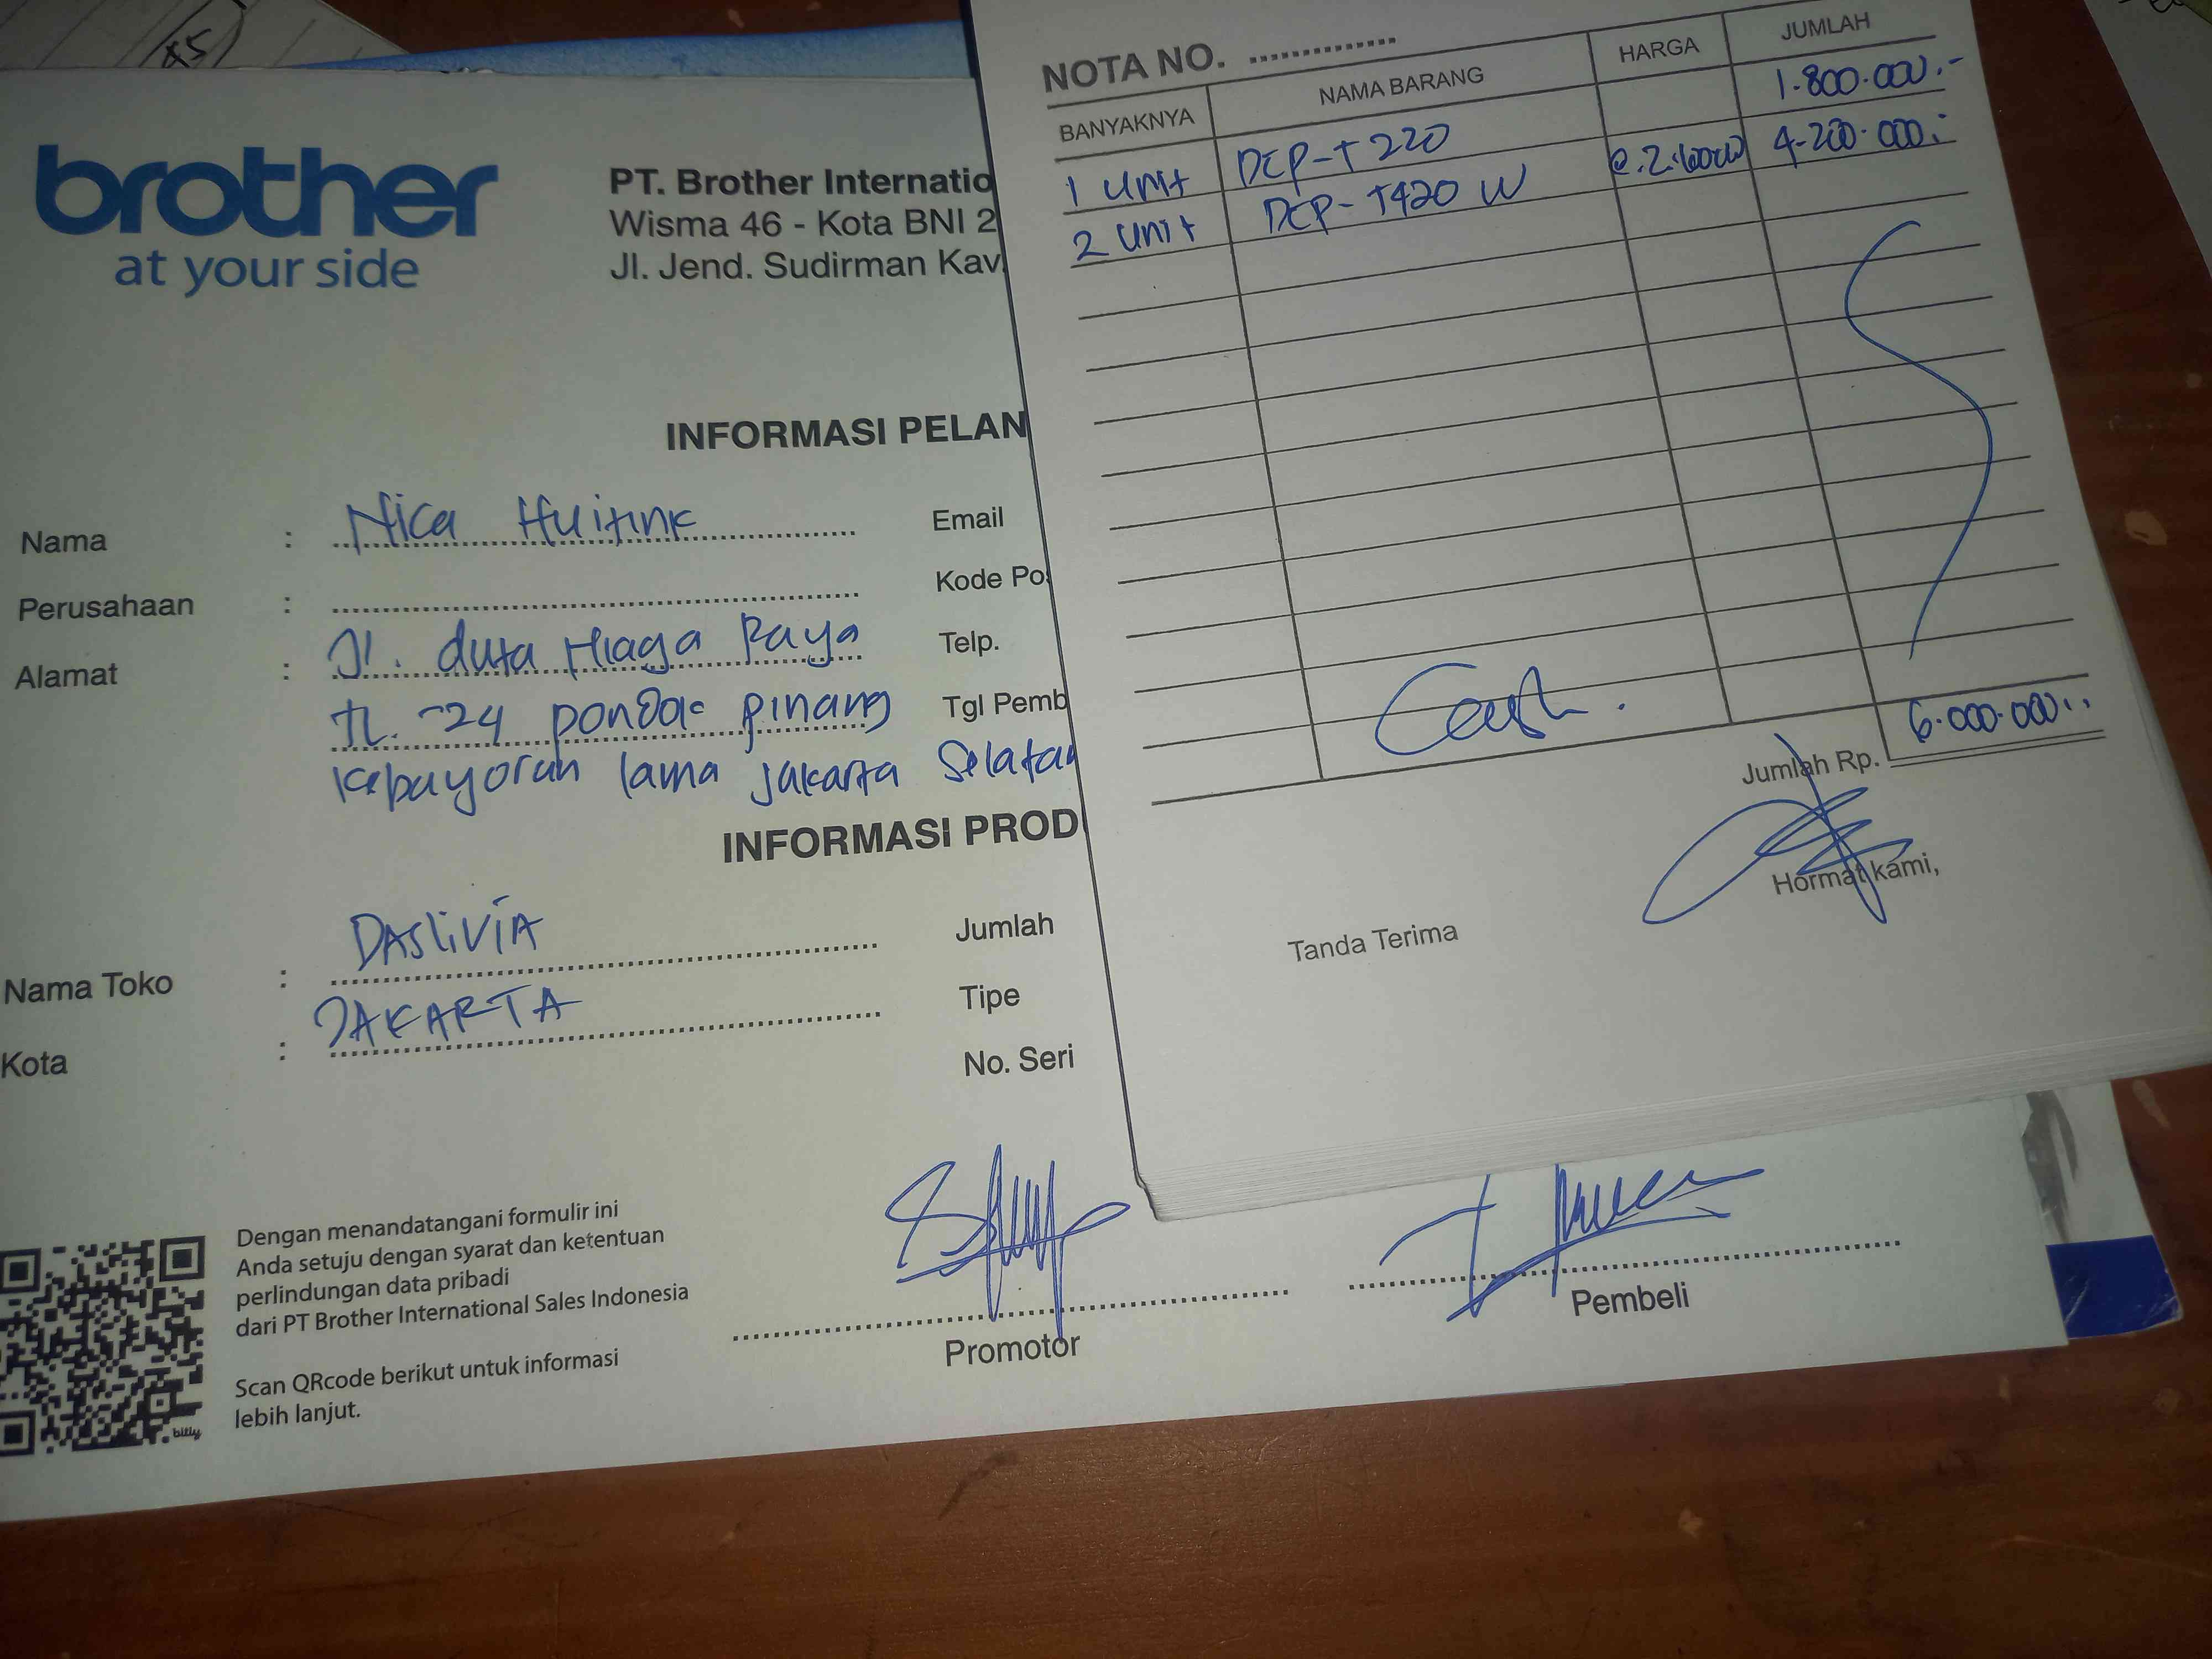 45
brother
at your side
PT. Brother Internatio
Wisma 46 - Kota BNI 2
Jl. Jend. Sudirman Kav.
INFORMASI PELAN
Nama : Nica Huitink
Perusahaan :
Alamat : Jl. duta Niaga Raya
TL. -24 pondok pinang
Kebayoran lama jakarta Selatan
Email
Kode Pos
Telp.
Tgl Pemb
INFORMASI PROD
Nama Toko : DASLIVIA
Kota : JAKARTA
Jumlah
Tipe
No. Seri
Dengan menandatangani formulir ini
Anda setuju dengan syarat dan ketentuan
perlindungan data pribadi
dari PT Brother International Sales Indonesia
Scan QRcode berikut untuk informasi
lebih lanjut.
billy
Promotor
Pembeli
NOTA NO.
BANYAKNYA NAMA BARANG HARGA JUMLAH
1 unit DCP-T220 1.800.000.-
2 unit DCP-T420 W 4.200.000.-
Cash.
Jumlah Rp. 6.000.000.-
Tanda Terima
Hormat kami,